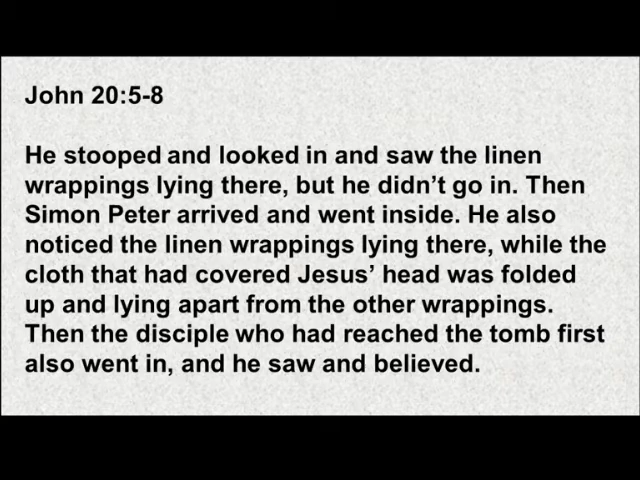 John 20:5-8
He stooped and looked in and saw the linen
wrappings lying there, but he didn’t go in. Then
Simon Peter arrived and went inside. He also
noticed the linen wrappings lying there, while the
cloth that had covered Jesus’ head was folded
up and lying apart from the other wrappings.
Then the disciple who had reached the tomb first
also went in, and he saw and believed.